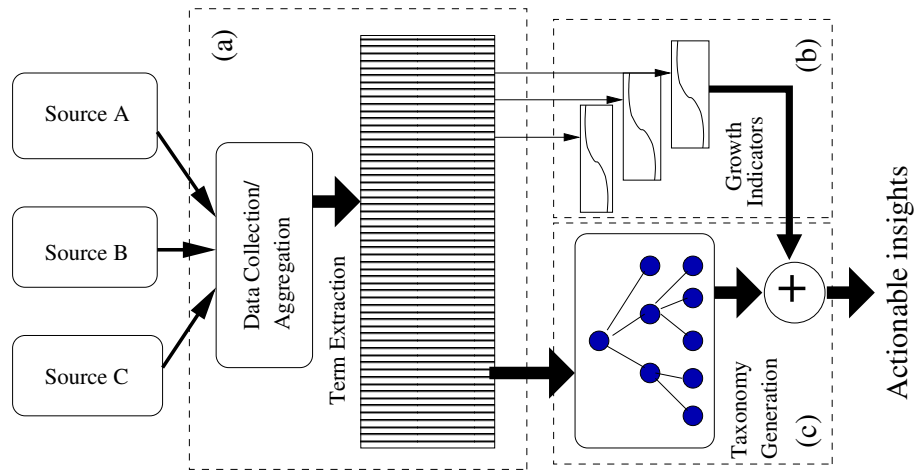 Source A
Source B
Source C
(a)
Data Collection/
Aggregation
Term Extraction
(b)
Growth
Indicators
Taxonomy
Generation
(c)
+
Actionable insights